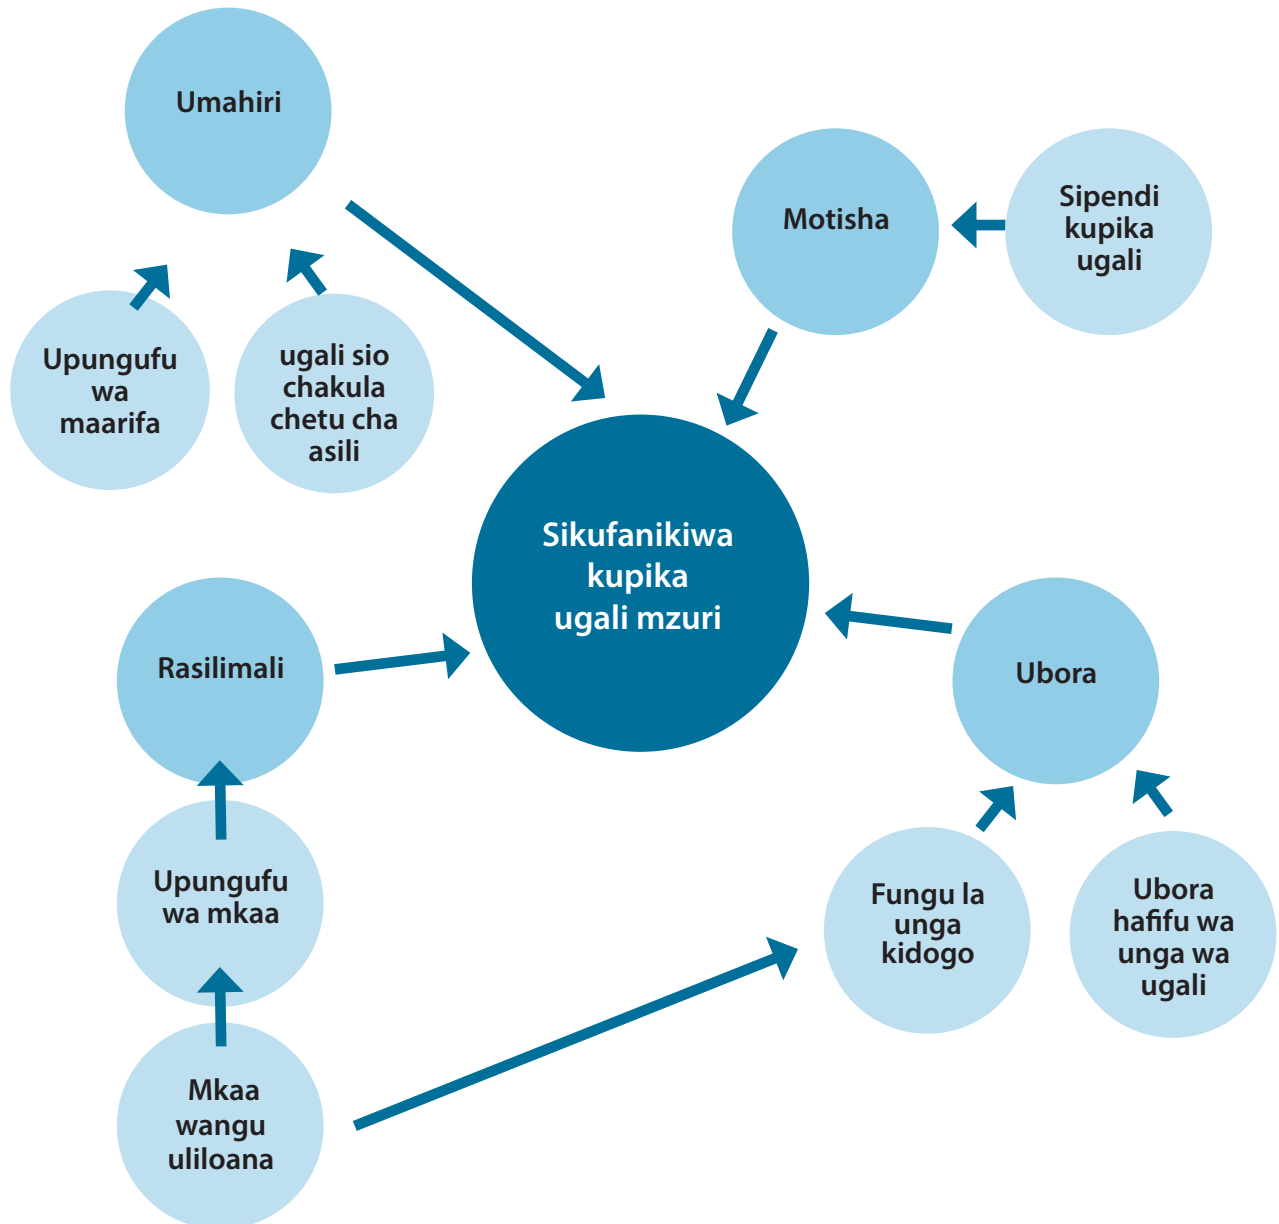 Umahiri
Motisha
Sipendi
kupika
ugali
Upungufu
wa
maarifa
ugali sio
chakula
chetu cha
asili
Sikufanikiwa
kupika
ugali mzuri
Rasilimali
Ubora
Upungufu
wa mkaa
Fungu la
unga
kidogo
Ubora
hafifu wa
unga wa
ugali
Mkaa
wangu
uliloana